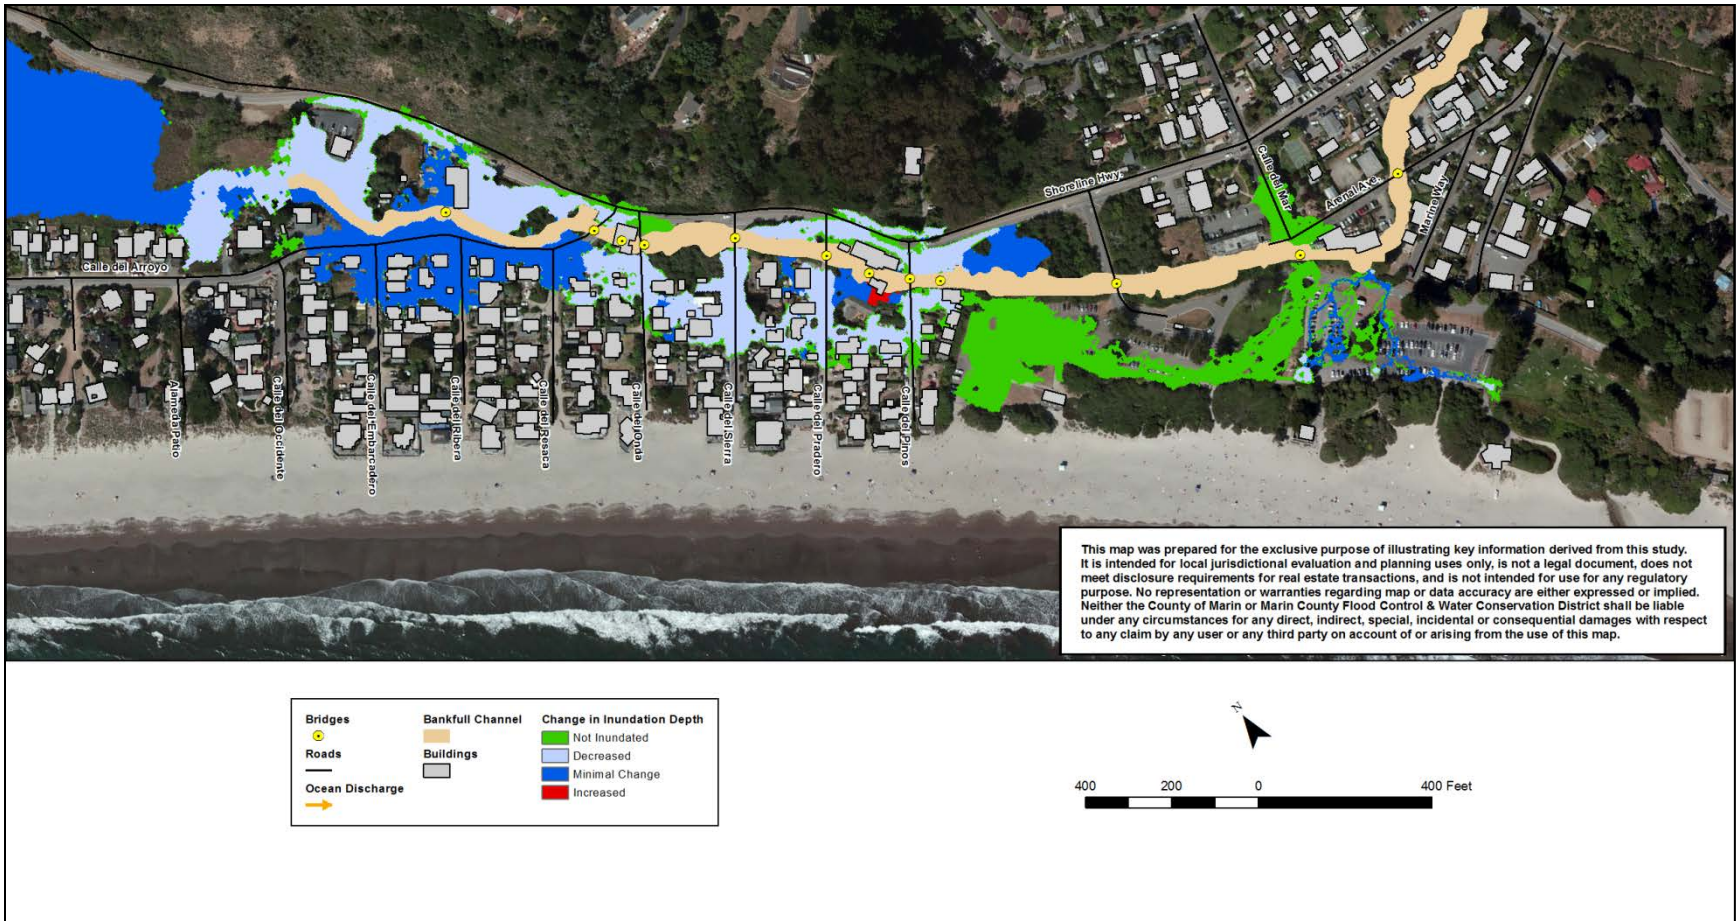 Shoreline Hwy.
Calle del Mar
Arenal Ave.
Marine Way
Calle del Arroyo
Alameda Patio
Calle del Occidente
Calle del Embarcadero
Calle del Ribera
Calle del Resaca
Calle del Onda
Calle del Sierra
Calle del Pradero
Calle del Pinos
This map was prepared for the exclusive purpose of illustrating key information derived from this study.
It is intended for local jurisdictional evaluation and planning uses only, is not a legal document, does not
meet disclosure requirements for real estate transactions, and is not intended for use for any regulatory
purpose. No representation or warranties regarding map or data accuracy are either expressed or implied.
Neither the County of Marin or Marin County Flood Control & Water Conservation District shall be liable
under any circumstances for any direct, indirect, special, incidental or consequential damages with respect
to any claim by any user or any third party on account of or arising from the use of this map.
Bridges
Roads
Ocean Discharge
Bankfull Channel
Buildings
Change in Inundation Depth
Not Inundated
Decreased
Minimal Change
Increased
N
400 200 0 400 Feet